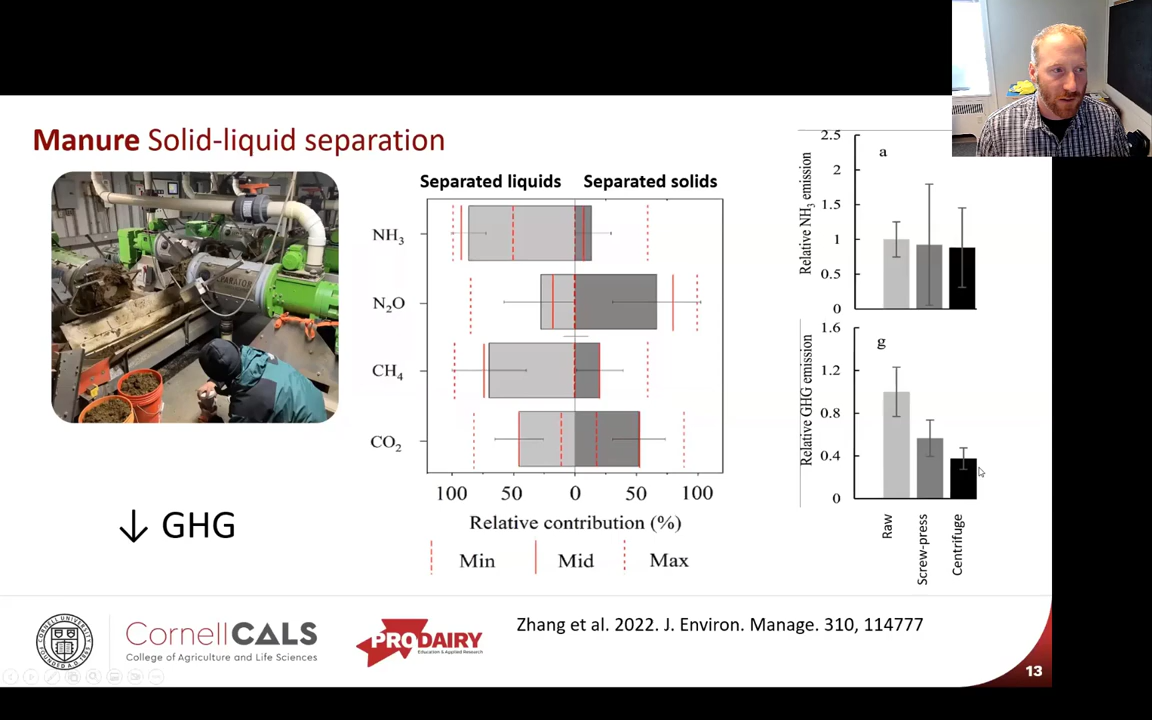 Manure Solid-liquid separation
SEPARATOR
↓ GHG
Separated liquids Separated solids
NH3
N2O
CH4
CO2
100 50 0 50 100
Relative contribution (%)
Min Mid Max
a
Relative NH3 emission
2.5
2
1.5
1
0.5
0
g
Relative GHG emission
1.6
1.2
0.8
0.4
0
Raw
Screw-press
Centrifuge
CornellCALS
College of Agriculture and Life Sciences
PRODAIRY
Education & Applied Research
Zhang et al. 2022. J. Environ. Manage. 310, 114777
13